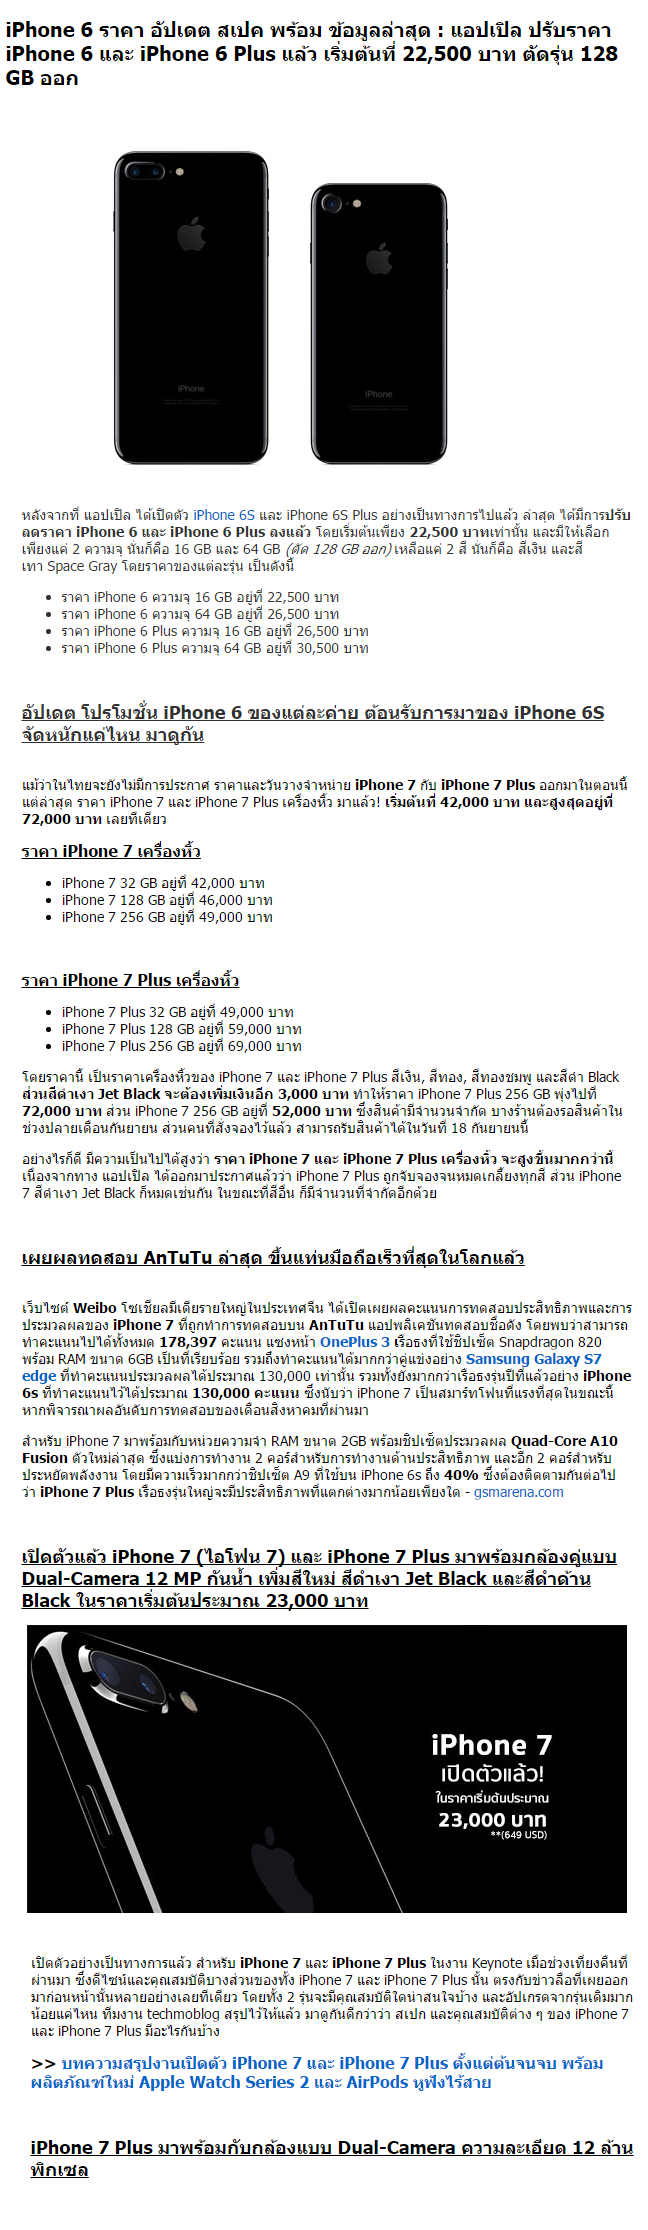 iPhone 6 ราคา อัปเดต สเปค พร้อม ข้อมูลล่าสุด : แอปเปิล ปรับราคา
iPhone 6 และ iPhone 6 Plus แล้ว เริ่มต้นที่ 22,500 บาท ตัดรุ่น 128
GB ออก
iPhone
iPhone
หลังจากที่ แอปเปิล ได้เปิดตัว iPhone 6S และ iPhone 6S Plus อย่างเป็นทางการไปแล้ว ล่าสุด ได้มีการปรับ
ลดราคา iPhone 6 และ iPhone 6 Plus ลงแล้ว โดยเริ่มต้นเพียง 22,500 บาทเท่านั้น และมีให้เลือก
เพียงแค่ 2 ความจุ นั่นก็คือ 16 GB และ 64 GB (ตัด 128 GB ออก) เหลือแค่ 2 สี นั่นก็คือ สีเงิน และสี
เทา Space Gray โดยราคาของแต่ละรุ่น เป็นดังนี้
• ราคา iPhone 6 ความจุ 16 GB อยู่ที่ 22,500 บาท
• ราคา iPhone 6 ความจุ 64 GB อยู่ที่ 26,500 บาท
• ราคา iPhone 6 Plus ความจุ 16 GB อยู่ที่ 26,500 บาท
• ราคา iPhone 6 Plus ความจุ 64 GB อยู่ที่ 30,500 บาท
อัปเดต โปรโมชั่น iPhone 6 ของแต่ละค่าย ต้อนรับการมาของ iPhone 6S
จัดหนักแค่ไหน มาดูกัน
แม้ว่าในไทยจะยังไม่มีการประกาศ ราคาและวันวางจำหน่าย iPhone 7 กับ iPhone 7 Plus ออกมาในตอนนี้
แต่ล่าสุด ราคา iPhone 7 และ iPhone 7 Plus เครื่องหิ้ว มาแล้ว! เริ่มต้นที่ 42,000 บาท และสูงสุดอยู่ที่
72,000 บาท เลยทีเดียว
ราคา iPhone 7 เครื่องหิ้ว
• iPhone 7 32 GB อยู่ที่ 42,000 บาท
• iPhone 7 128 GB อยู่ที่ 46,000 บาท
• iPhone 7 256 GB อยู่ที่ 49,000 บาท
ราคา iPhone 7 Plus เครื่องหิ้ว
• iPhone 7 Plus 32 GB อยู่ที่ 49,000 บาท
• iPhone 7 Plus 128 GB อยู่ที่ 59,000 บาท
• iPhone 7 Plus 256 GB อยู่ที่ 69,000 บาท
โดยราคานี้ เป็นราคาเครื่องหิ้วของ iPhone 7 และ iPhone 7 Plus สีเงิน, สีทอง, สีทองชมพู และสีดำ Black
ส่วนสีดำเงา Jet Black จะต้องเพิ่มเงินอีก 3,000 บาท ทำให้ราคา iPhone 7 Plus 256 GB พุ่งไปที่
72,000 บาท ส่วน iPhone 7 256 GB อยู่ที่ 52,000 บาท ซึ่งสินค้ามีจำนวนจำกัด บางร้านต้องรอสินค้าใน
ช่วงปลายเดือนกันยายน ส่วนคนที่สั่งจองไว้แล้ว สามารถรับสินค้าได้ในวันที่ 18 กันยายนนี้
อย่างไรก็ดี มีความเป็นไปได้สูงว่า ราคา iPhone 7 และ iPhone 7 Plus เครื่องหิ้ว จะสูงขึ้นมากกว่านี้
เนื่องจากทาง แอปเปิล ได้ออกมาประกาศแล้วว่า iPhone 7 Plus ถูกจับจองจนหมดเกลี้ยงทุกสี ส่วน iPhone
7 สีดำเงา Jet Black ก็หมดเช่นกัน ในขณะที่สีอื่น ก็มีจำนวนที่จำกัดอีกด้วย
เผยผลทดสอบ AnTuTu ล่าสุด ขึ้นแท่นมือถือเร็วที่สุดในโลกแล้ว
เว็บไซต์ Weibo โซเชียลมีเดียรายใหญ่ในประเทศจีน ได้เปิดเผยผลคะแนนการทดสอบประสิทธิภาพและการ
ประมวลผลของ iPhone 7 ที่ถูกทำการทดสอบบน AnTuTu แอปพลิเคชันทดสอบชื่อดัง โดยพบว่าสามารถ
ทำคะแนนไปได้ทั้งหมด 178,397 คะแนน แซงหน้า OnePlus 3 เรือธงที่ใช้ชิปเซ็ต Snapdragon 820
พร้อม RAM ขนาด 6GB เป็นที่เรียบร้อย รวมถึงทำคะแนนได้มากกว่าคู่แข่งอย่าง Samsung Galaxy S7
edge ที่ทำคะแนนประมวลผลได้ประมาณ 130,000 เท่านั้น รวมทั้งยังมากกว่าเรือธงรุ่นปีที่แล้วอย่าง iPhone
6s ที่ทำคะแนนไว้ได้ประมาณ 130,000 คะแนน ซึ่งนับว่า iPhone 7 เป็นสมาร์ทโฟนที่แรงที่สุดในขณะนี้
หากพิจารณาผลอันดับการทดสอบของเดือนสิงหาคมที่ผ่านมา
สำหรับ iPhone 7 มาพร้อมกับหน่วยความจำ RAM ขนาด 2GB พร้อมชิปเซ็ตประมวลผล Quad-Core A10
Fusion ตัวใหม่ล่าสุด ซึ่งแบ่งการทำงาน 2 คอร์สำหรับการทำงานด้านประสิทธิภาพ และอีก 2 คอร์สำหรับ
ประหยัดพลังงาน โดยมีความเร็วมากกว่าชิปเซ็ต A9 ที่ใช้บน iPhone 6s ถึง 40% ซึ่งต้องติดตามกันต่อไป
ว่า iPhone 7 Plus เรือธงรุ่นใหญ่จะมีประสิทธิภาพที่แตกต่างมากน้อยเพียงใด - gsmarena.com
เปิดตัวแล้ว iPhone 7 (ไอโฟน 7) และ iPhone 7 Plus มาพร้อมกล้องคู่แบบ
Dual-Camera 12 MP กันน้ำ เพิ่มสีใหม่ สีดำเงา Jet Black และสีดำด้าน
Black ในราคาเริ่มต้นประมาณ 23,000 บาท
iPhone 7
เปิดตัวแล้ว!
ในราคาเริ่มต้นประมาณ
23,000 บาท
**(649 USD)
เปิดตัวอย่างเป็นทางการแล้ว สำหรับ iPhone 7 และ iPhone 7 Plus ในงาน Keynote เมื่อช่วงเที่ยงคืนที่
ผ่านมา ซึ่งดีไซน์และคุณสมบัติบางส่วนของทั้ง iPhone 7 และ iPhone 7 Plus นั้น ตรงกับข่าวลือที่เผยออก
มาก่อนหน้านั้นหลายอย่างเลยทีเดียว โดยทั้ง 2 รุ่นจะมีคุณสมบัติใดน่าสนใจบ้าง และอัปเกรดจากรุ่นเดิมมาก
น้อยแค่ไหน ทีมงาน techmoblog สรุปไว้ให้แล้ว มาดูกันดีกว่าว่า สเปก และคุณสมบัติต่าง ๆ ของ iPhone 7
และ iPhone 7 Plus มีอะไรกันบ้าง
>> บทความสรุปงานเปิดตัว iPhone 7 และ iPhone 7 Plus ตั้งแต่ต้นจนจบ พร้อม
ผลิตภัณฑ์ใหม่ Apple Watch Series 2 และ AirPods หูฟังไร้สาย
iPhone 7 Plus มาพร้อมกับกล้องแบบ Dual-Camera ความละเอียด 12 ล้าน
พิกเซล